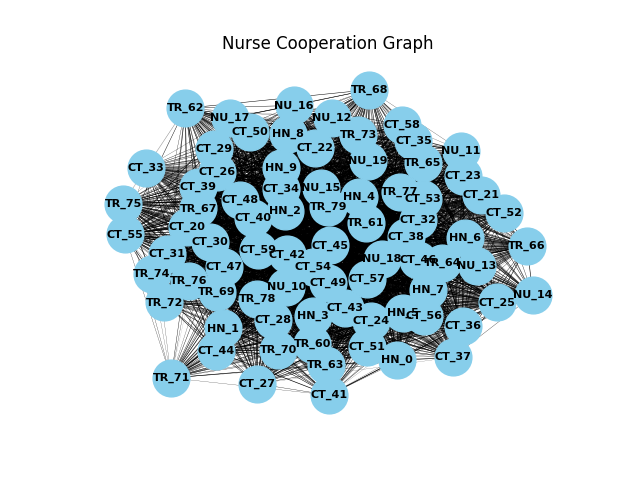 Nurse Cooperation Graph
TR_68
TR_62
NU_16
NU_17
NU_12
CT_58
CT_50
HN_8
TR_73
CT_35
CT_29
CT_22
NU_11
NU_19
TR_65
CT_33
HN_9
CT_26
CT_23
CT_39
CT_34
NU_15
TR_77
CT_21
CT_48
HN_4
CT_53
TR_75
TR_67
HN_2
TR_79
CT_52
CT_40
CT_32
CT_20
TR_61
CT_55
CT_30
CT_38
HN_6
CT_59
CT_45
TR_66
CT_31
CT_42
NU_18
CT_46
TR_64
CT_47
CT_54
NU_13
TR_74
TR_76
CT_57
TR_69
NU_10
CT_49
HN_7
NU_14
TR_72
TR_78
CT_25
CT_43
HN_3
HN_5
CT_56
CT_28
CT_24
CT_36
HN_1
TR_60
CT_51
CT_44
TR_70
CT_37
HN_0
TR_63
TR_71
CT_27
CT_41